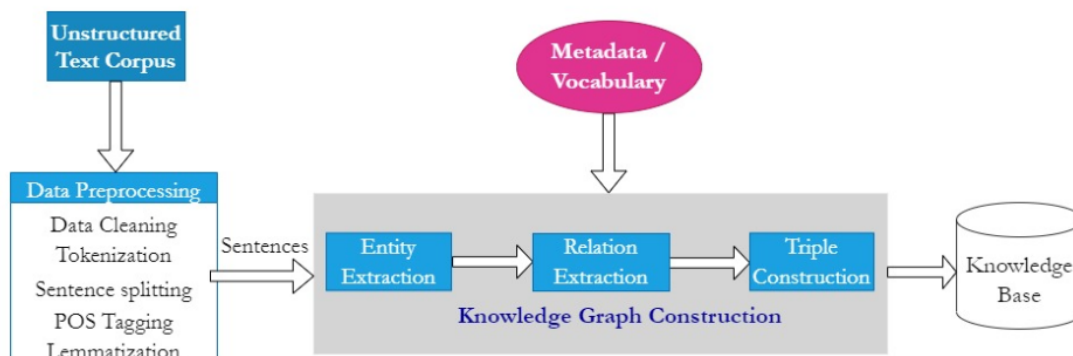 Unstructured
Text Corpus
Metadata /
Vocabulary
Data Preprocessing
Data Cleaning
Tokenization
Sentence splitting
POS Tagging
Lemmatization
Sentences
Entity
Extraction
Relation
Extraction
Triple
Construction
Knowledge Graph Construction
Knowledge
Base